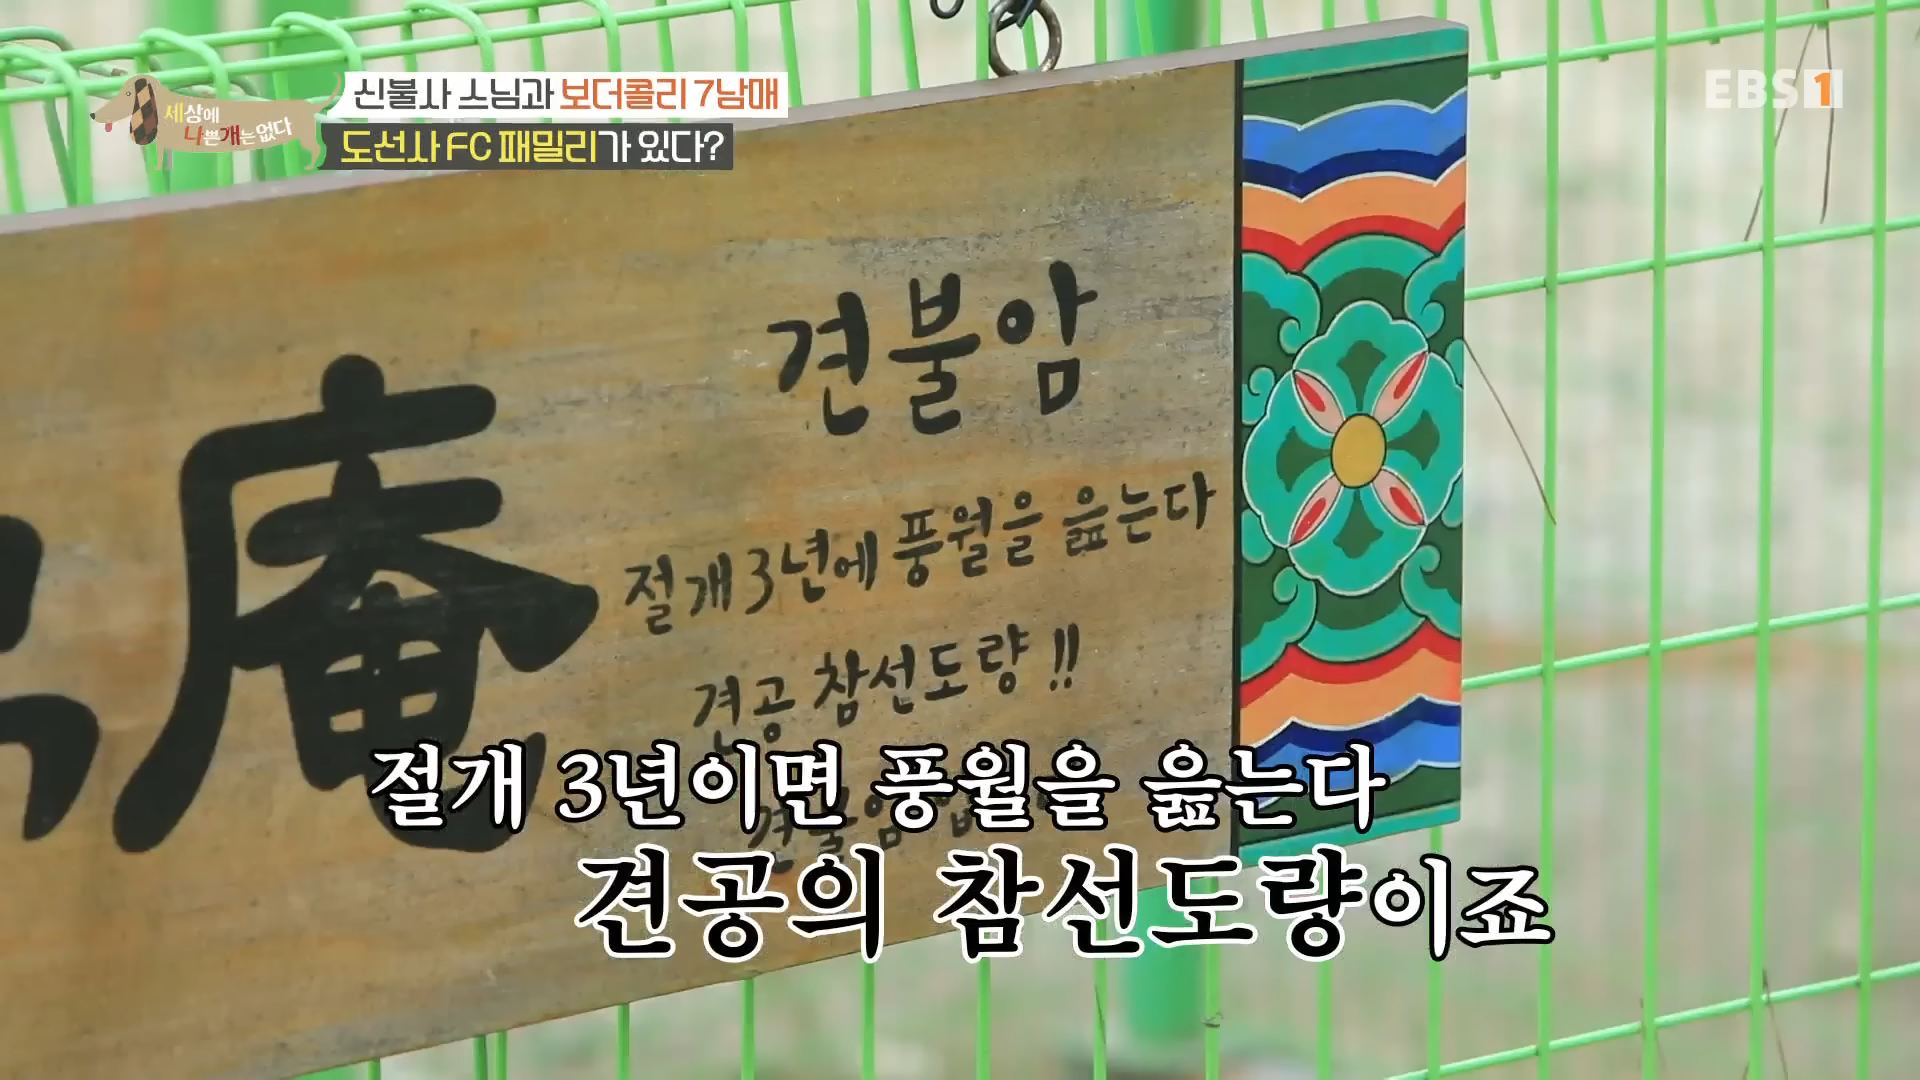 세상에
나쁜개는없다
신불사 스님과 보더콜리 7남매
도선사 FC 패밀리가 있다?
EBS 1
庵
견불암
절개 3년에 풍월을 읊는다
견공 참선도량 !!
견불암
절개 3년이면 풍월을 읊는다
견공의 참선도량이죠